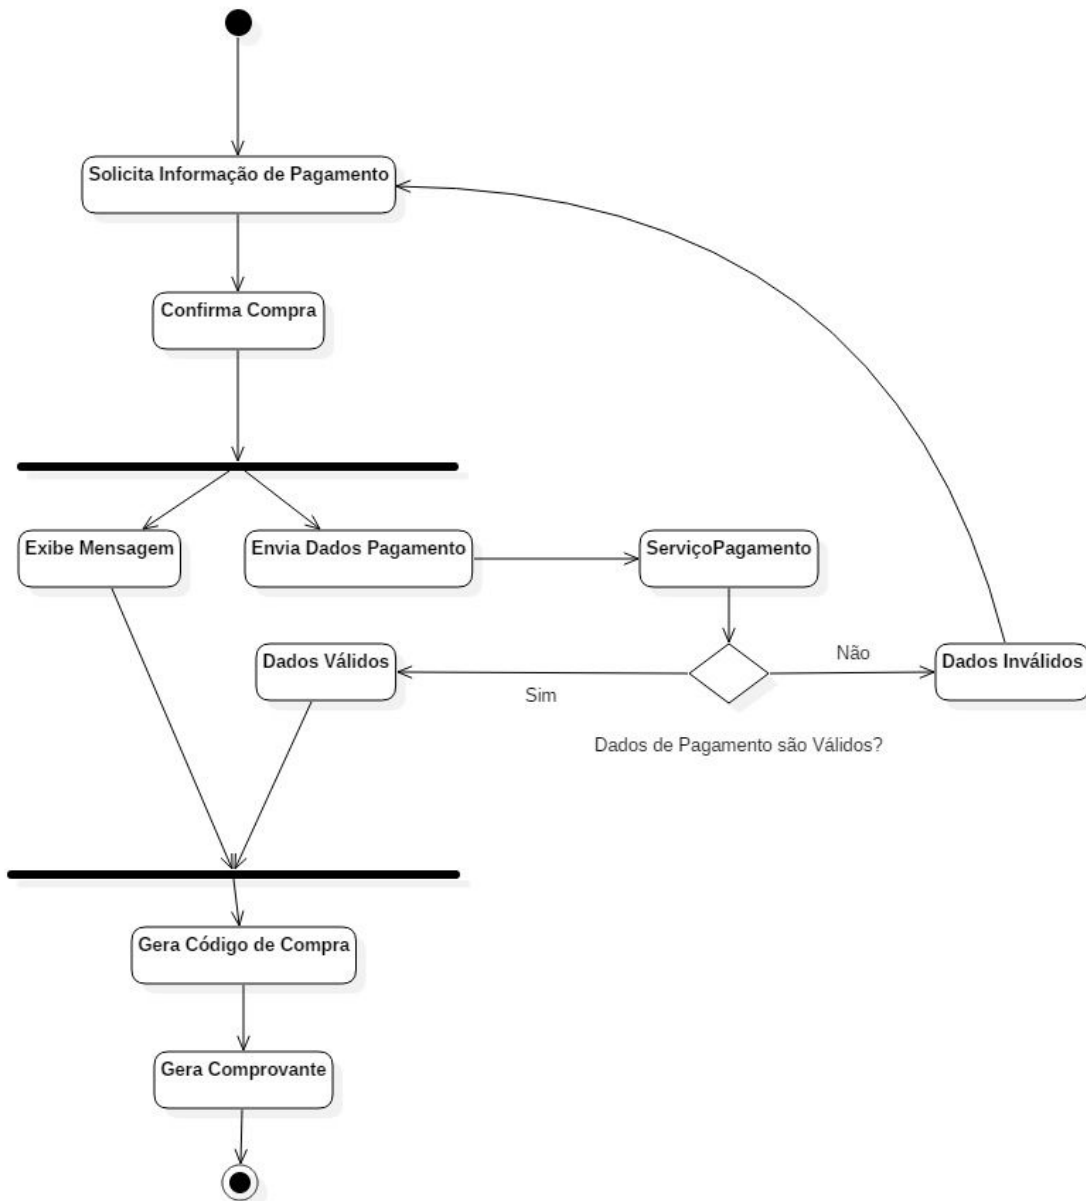 Solicita Informação de Pagamento
Confirma Compra
Exibe Mensagem
Envia Dados Pagamento
ServiçoPagamento
Dados Válidos
Sim
Não
Dados Inválidos
Dados de Pagamento são Válidos?
Gera Código de Compra
Gera Comprovante